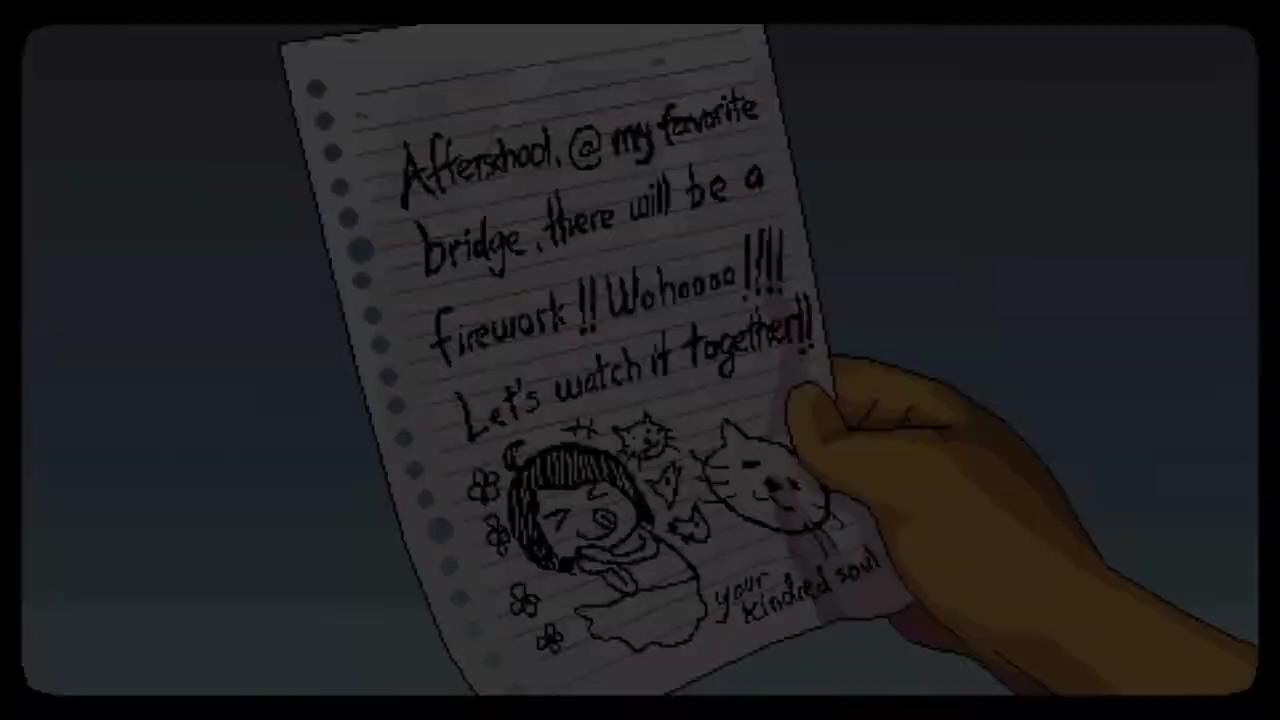 Afterschool, @ my favorite
bridge, there will be a
firework !! Wohoooo !!!!
Let's watch it together!!
your
kindred soul